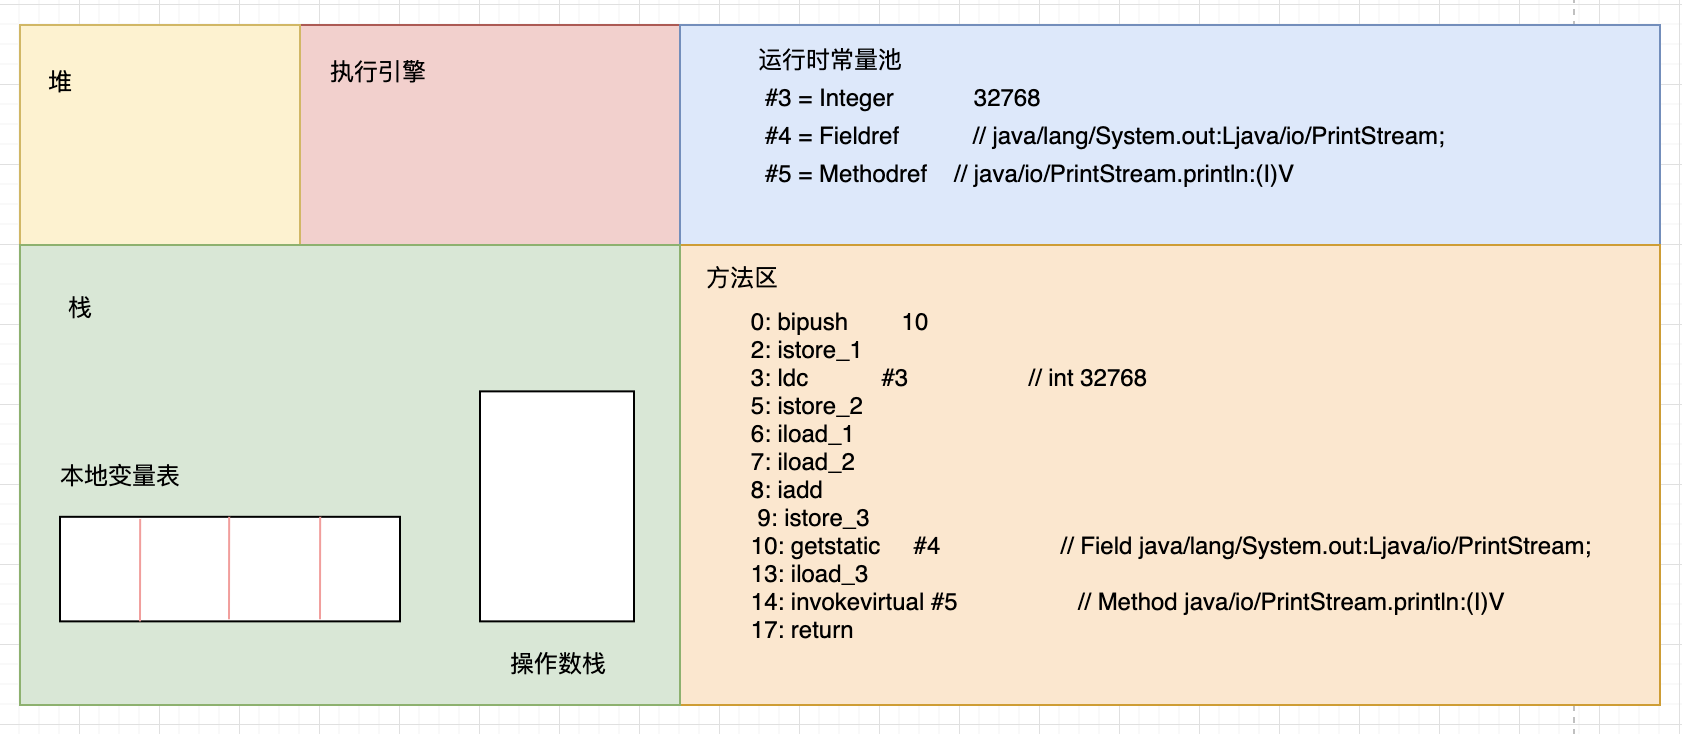 堆
执行引擎
运行时常量池
#3 = Integer 32768
#4 = Fieldref // java/lang/System.out:Ljava/io/PrintStream;
#5 = Methodref // java/io/PrintStream.println:(I)V
栈
本地变量表
操作数栈
方法区
0: bipush 10
2: istore_1
3: ldc #3 // int 32768
5: istore_2
6: iload_1
7: iload_2
8: iadd
9: istore_3
10: getstatic #4 // Field java/lang/System.out:Ljava/io/PrintStream;
13: iload_3
14: invokevirtual #5 // Method java/io/PrintStream.println:(I)V
17: return